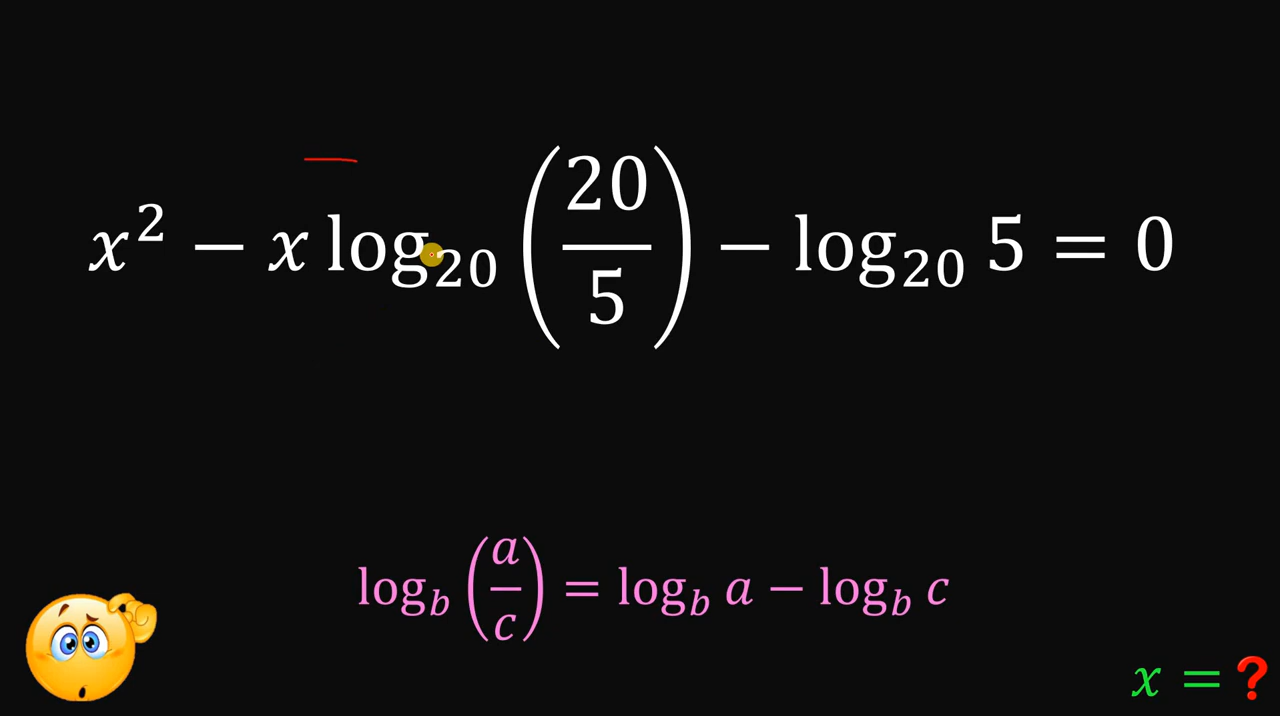 x² − x log₂₀ (20/5) − log₂₀ 5 = 0
log_b (a/c) = log_b a − log_b c
x = ?